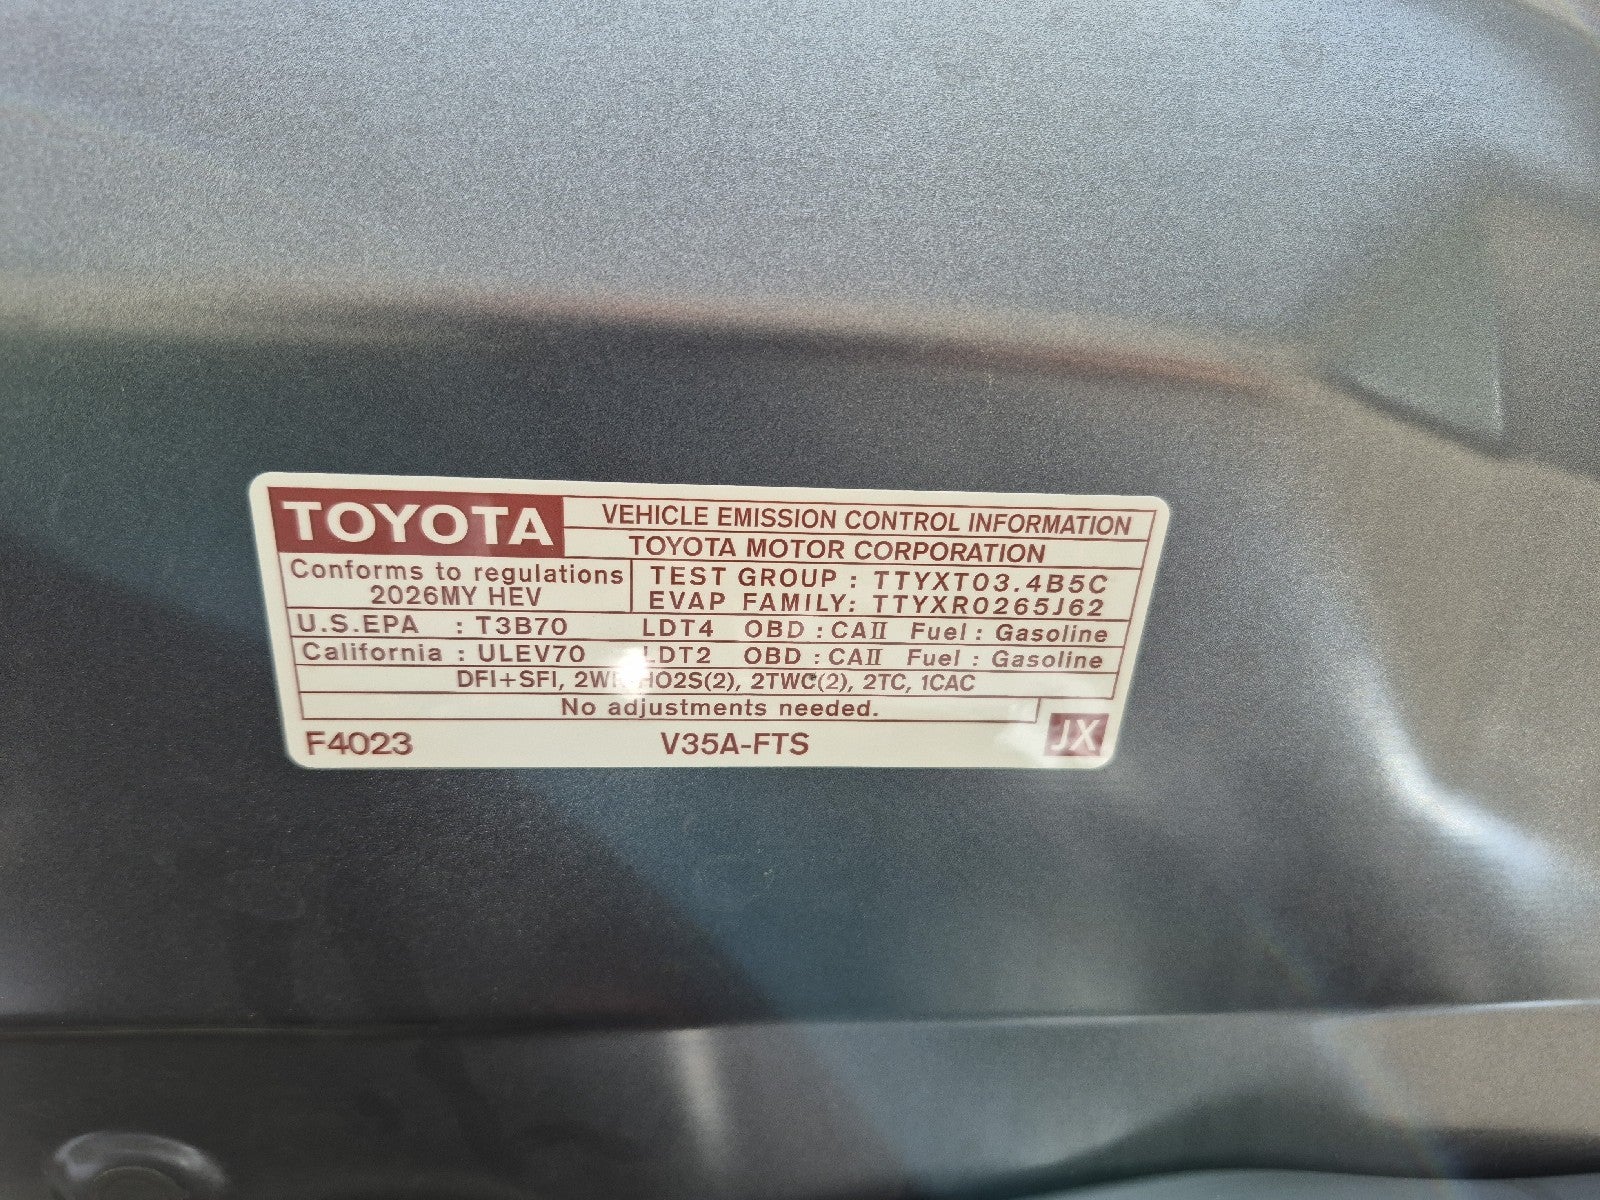 TOYOTA
VEHICLE EMISSION CONTROL INFORMATION
TOYOTA MOTOR CORPORATION
Conforms to regulations
2026MY HEV
TEST GROUP : TTYXT03.4B5C
EVAP FAMILY: TTYXR0265J62
U.S.EPA : T3B70 LDT4 OBD : CAII Fuel : Gasoline
California : ULEV70 LDT2 OBD : CAII Fuel : Gasoline
DFI+SFI, HO2S(2), 2TWC(2), 2TC, 1CAC
No adjustments needed.
F4023 V35A-FTS JX